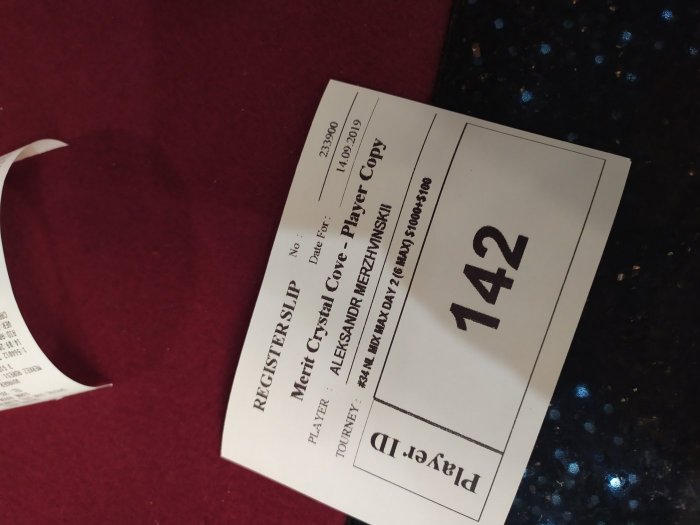 REGISTER SLIP
No : 233900
Date For : 14.09.2019
Merit Crystal Cove - Player Copy
PLAYER : ALEKSANDR MERZHVINSKII
TOURNEY : #34 NL MIX MAX DAY 2 (6 MAX) $1000+$100
Player ID
142